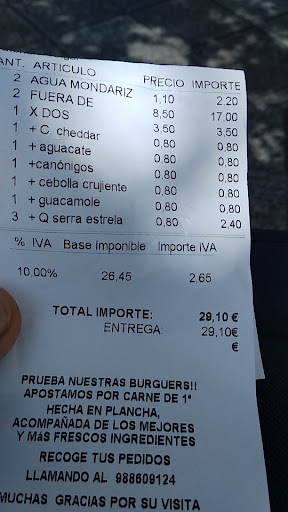 ANT. ARTICULO PRECIO IMPORTE
2 AGUA MONDARIZ 1,10 2,20
2 FUERA DE 8,50 17,00
1 X DOS 3,50 3,50
1 + C. cheddar 0,80 0,80
1 + aguacate 0,80 0,80
1 +canónigos 0,80 0,80
1 + cebolla crujiente 0,80 0,80
1 + guacamole 0,80 0,80
3 + Q serra estrela 0,80 2,40
% IVA Base imponible Importe IVA
10,00% 26,45 2,65
TOTAL IMPORTE: 29,10 €
ENTREGA: 29,10€
€
PRUEBA NUESTRAS BURGUERS!!
APOSTAMOS POR CARNE DE 1ª
HECHA EN PLANCHA,
ACOMPAÑADA DE LOS MEJORES
Y MáS FRESCOS INGREDIENTES
RECOGE TUS PEDIDOS
LLAMANDO AL 988609124
MUCHAS GRACIAS POR SU VISITA